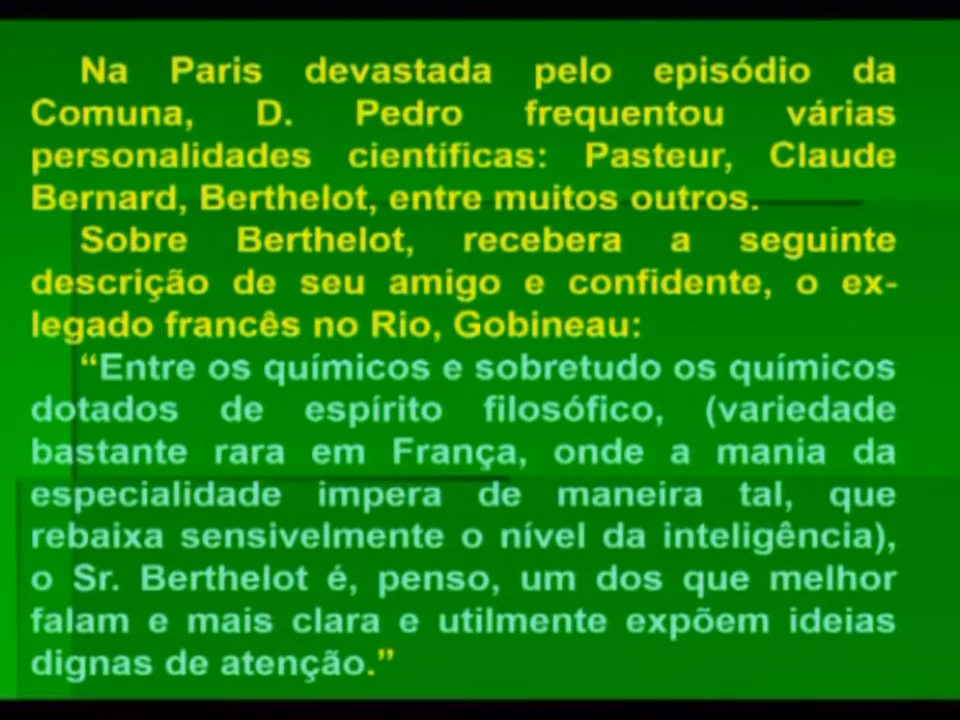 Na Paris devastada pelo episódio da
Comuna, D. Pedro frequentou várias
personalidades científicas: Pasteur, Claude
Bernard, Berthelot, entre muitos outros.
Sobre Berthelot, recebera a seguinte
descrição de seu amigo e confidente, o ex-
legado francês no Rio, Gobineau:
“Entre os químicos e sobretudo os químicos
dotados de espírito filosófico, (variedade
bastante rara em França, onde a mania da
especialidade impera de maneira tal, que
rebaixa sensivelmente o nível da inteligência),
o Sr. Berthelot é, penso, um dos que melhor
falam e mais clara e utilmente expõem ideias
dignas de atenção.”